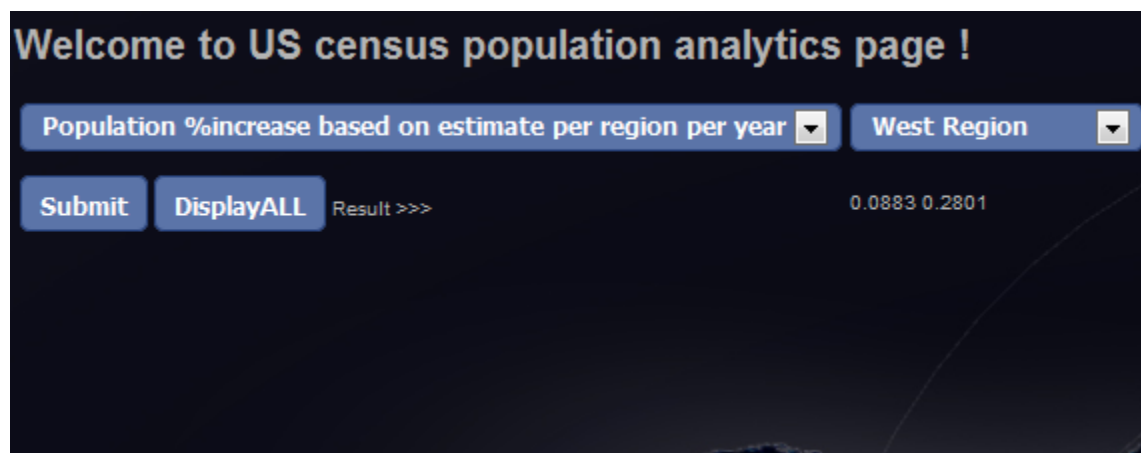 Welcome to US census population analytics page !
Population %increase based on estimate per region per year
West Region
Submit
DisplayALL
Result >>>
0.0883 0.2801